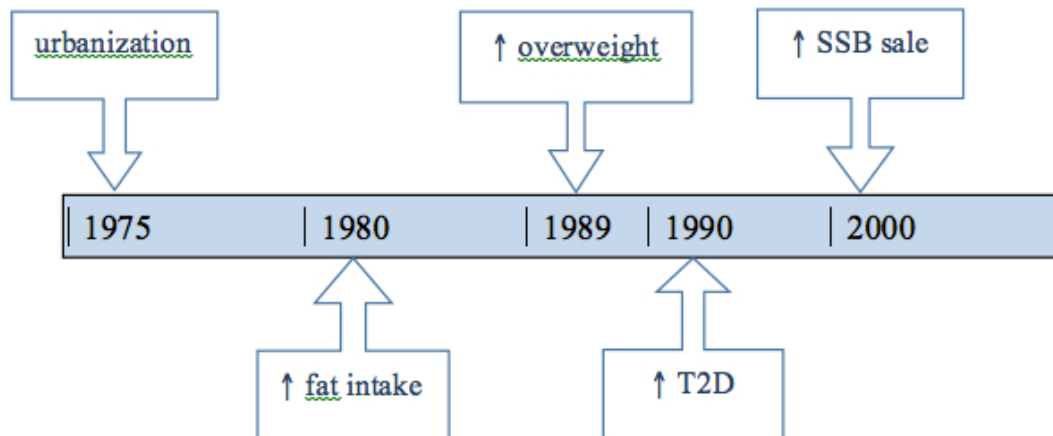 urbanization
↑ overweight
↑ SSB sale
1975
1980
1989
1990
2000
↑ fat intake
↑ T2D